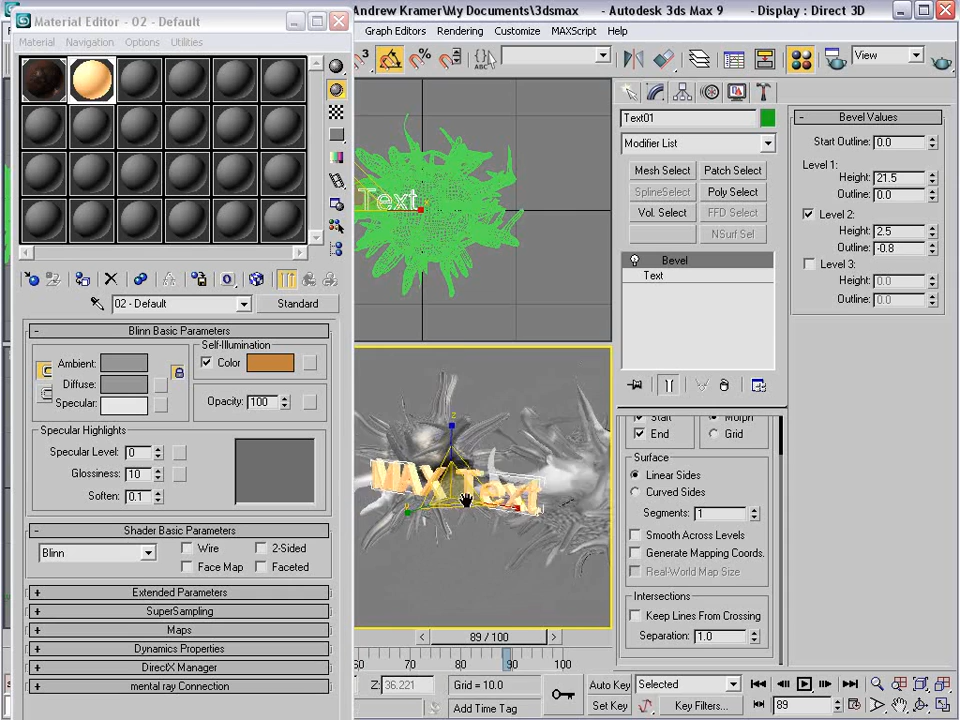 Material Editor - 02 - Default
Andrew Kramer\My Documents\3dsmax - Autodesk 3ds Max 9 - Display : Direct 3D
Material Navigation Options Utilities
Graph Editors Rendering Customize MAXScript Help
View
Text01
Modifier List
Mesh Select Patch Select
SplineSelect Poly Select
Vol. Select FFD Select
NSurf Sel
Bevel
Text
Bevel Values
Start Outline: 0.0
Level 1:
Height: 21.5
Outline: 0.0
Level 2:
Height: 2.5
Outline: -0.8
Level 3:
Height: 0.0
Outline: 0.0
Text
02 - Default Standard
Blinn Basic Parameters
Self-Illumination
Ambient: Color
Diffuse:
Specular: Opacity: 100
Specular Highlights
Specular Level: 0
Glossiness: 10
Soften: 0.1
Shader Basic Parameters
Blinn Wire 2-Sided
Face Map Faceted
Extended Parameters
SuperSampling
Maps
Dynamics Properties
DirectX Manager
mental ray Connection
MAX Text
z
Start Morph
End Grid
Surface
Linear Sides
Curved Sides
Segments: 1
Smooth Across Levels
Generate Mapping Coords.
Real-World Map Size
Intersections
Keep Lines From Crossing
Separation: 1.0
< 89 / 100 >
60 70 80 90 100
Z: 36.221 Grid = 10.0 Auto Key Selected
Add Time Tag Set Key Key Filters... 89